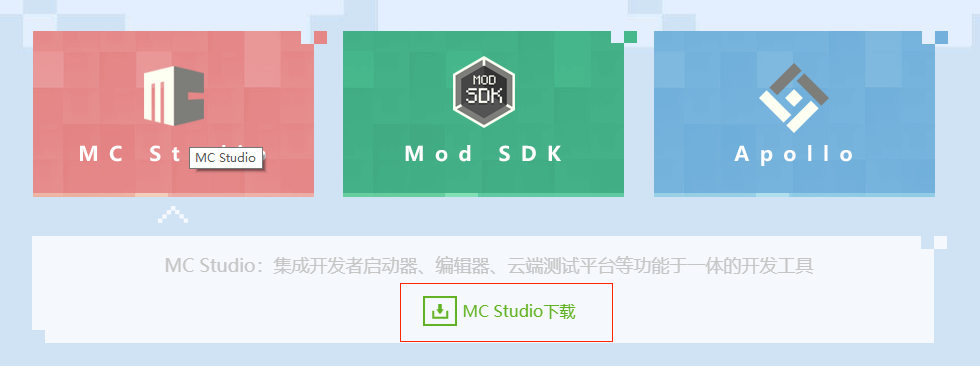 MOD
SDK
MC St
MC Studio
Mod SDK
Apollo
MC Studio：集成开发者启动器、编辑器、云端测试平台等功能于一体的开发工具
MC Studio下载